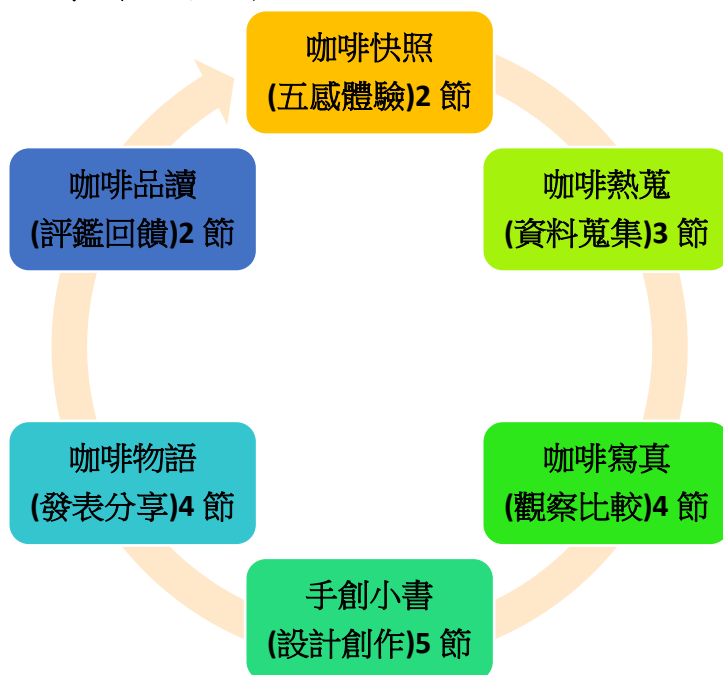 咖啡快照
(五感體驗)2 節
咖啡熱蒐
(資料蒐集)3 節
咖啡寫真
(觀察比較)4 節
手創小書
(設計創作)5 節
咖啡物語
(發表分享)4 節
咖啡品讀
(評鑑回饋)2 節